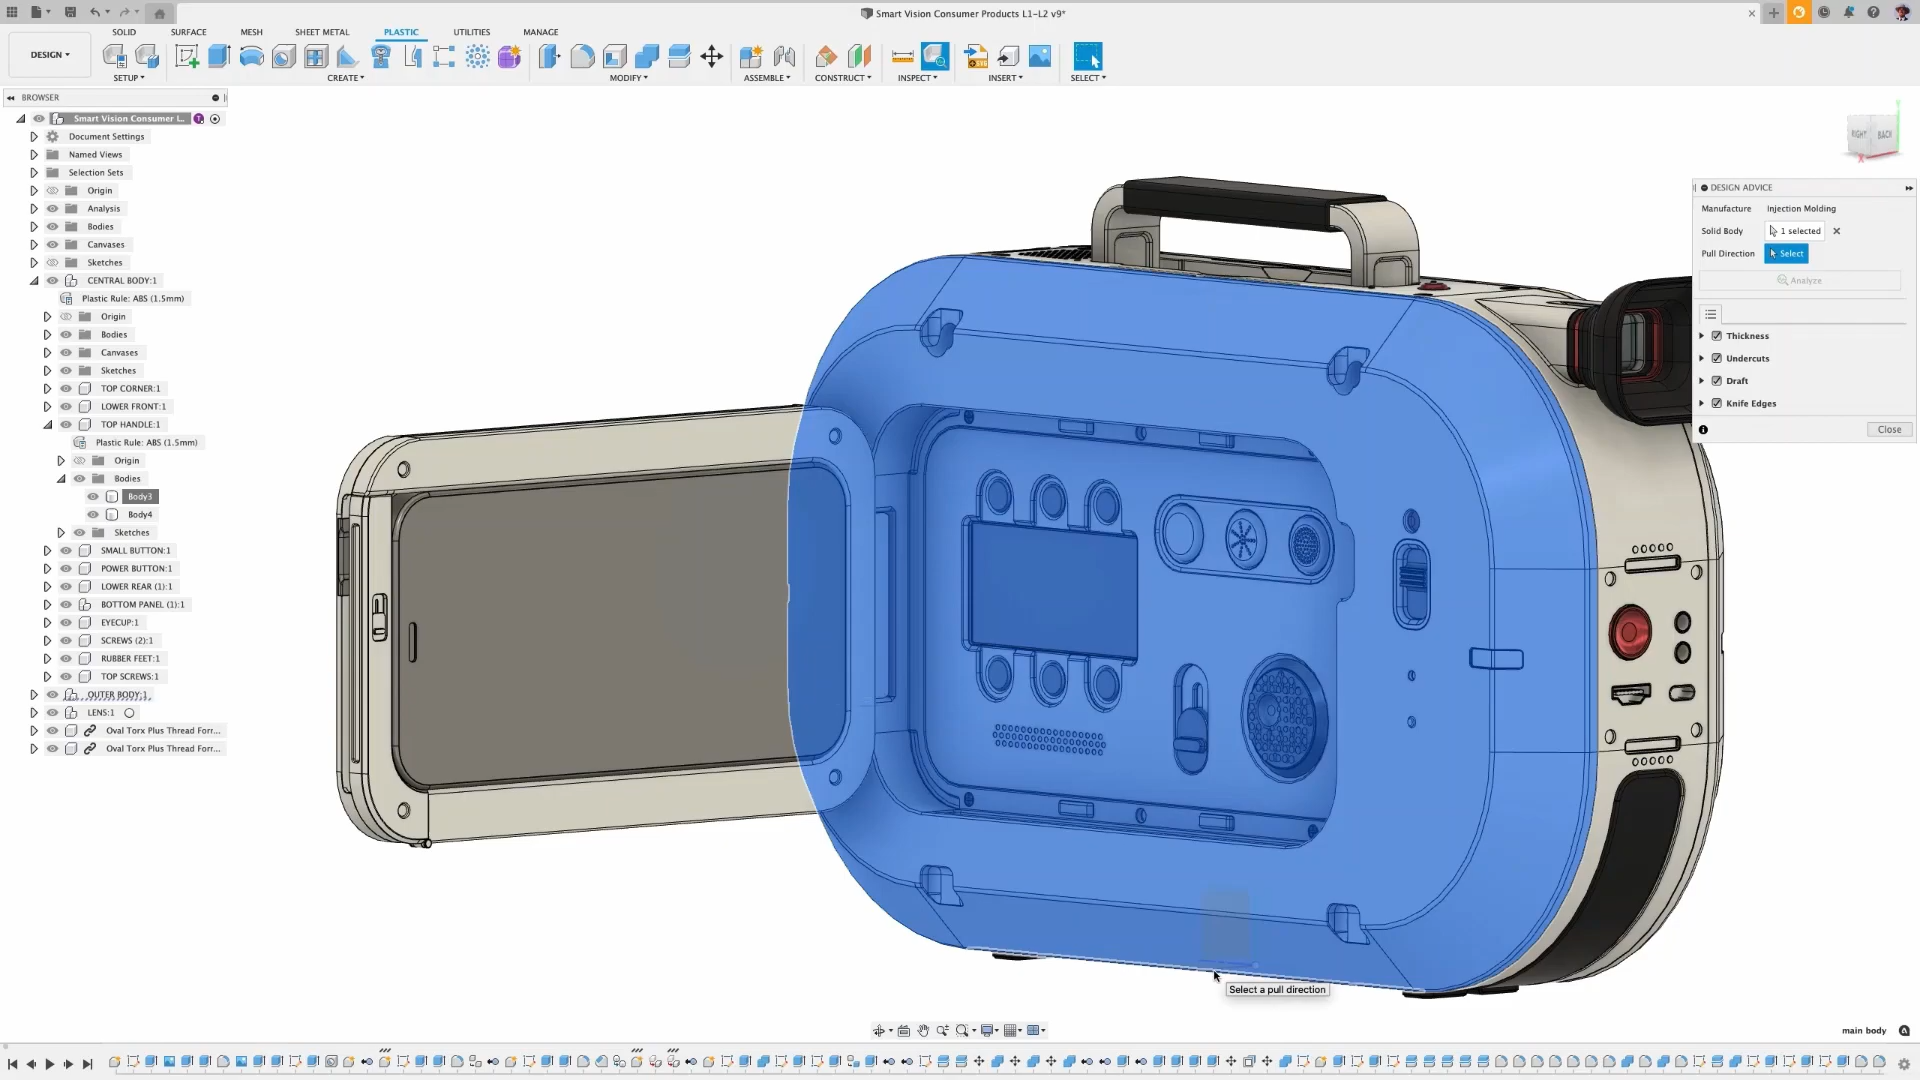 Smart Vision Consumer Products L1-L2 v9*
DESIGN
SOLID
SURFACE
MESH
SHEET METAL
PLASTIC
UTILITIES
MANAGE
SETUP
CREATE
MODIFY
ASSEMBLE
CONSTRUCT
INSPECT
INSERT
SELECT
BROWSER
Smart Vision Consumer L...
Document Settings
Named Views
Selection Sets
Origin
Analysis
Bodies
Canvases
Sketches
CENTRAL BODY:1
Plastic Rule: ABS (1.5mm)
Origin
Bodies
Canvases
Sketches
TOP CORNER:1
LOWER FRONT:1
TOP HANDLE:1
Plastic Rule: ABS (1.5mm)
Origin
Bodies
Body3
Body4
Sketches
SMALL BUTTON:1
POWER BUTTON:1
LOWER REAR (1):1
BOTTOM PANEL (1):1
EYECUP:1
SCREWS (2):1
RUBBER FEET:1
TOP SCREWS:1
OUTER BODY:1
LENS:1
Oval Torx Plus Thread Forr...
Oval Torx Plus Thread Forr...
RIGHT
BACK
X
DESIGN ADVICE
Manufacture Injection Molding
Solid Body 1 selected
Pull Direction Select
Analyze
Thickness
Undercuts
Draft
Knife Edges
Close
Select a pull direction
main body